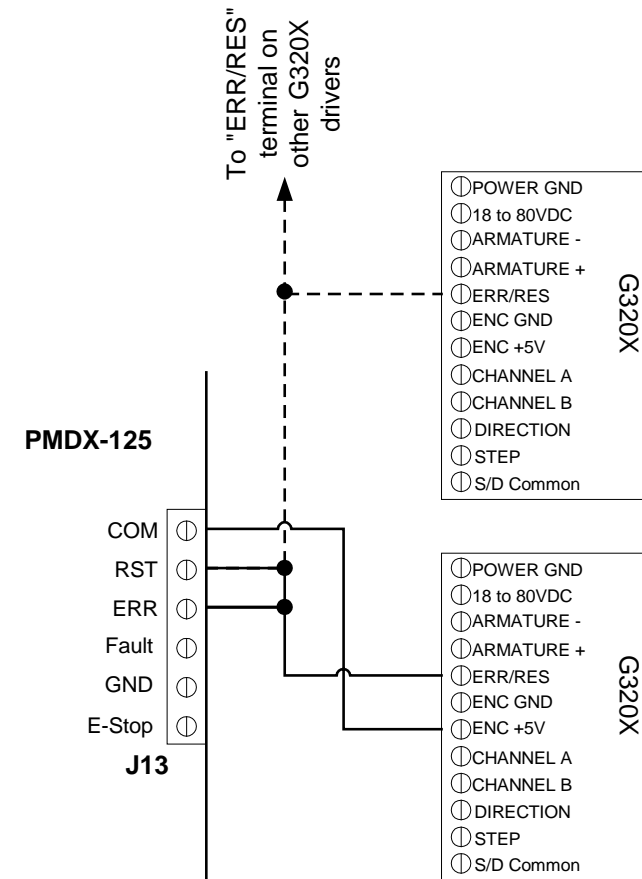 To "ERR/RES"
terminal on
other G320X
drivers
POWER GND
18 to 80VDC
ARMATURE -
ARMATURE +
ERR/RES
ENC GND
ENC +5V
CHANNEL A
CHANNEL B
DIRECTION
STEP
S/D Common
G320X
PMDX-125
COM
RST
ERR
Fault
GND
E-Stop
J13
POWER GND
18 to 80VDC
ARMATURE -
ARMATURE +
ERR/RES
ENC GND
ENC +5V
CHANNEL A
CHANNEL B
DIRECTION
STEP
S/D Common
G320X